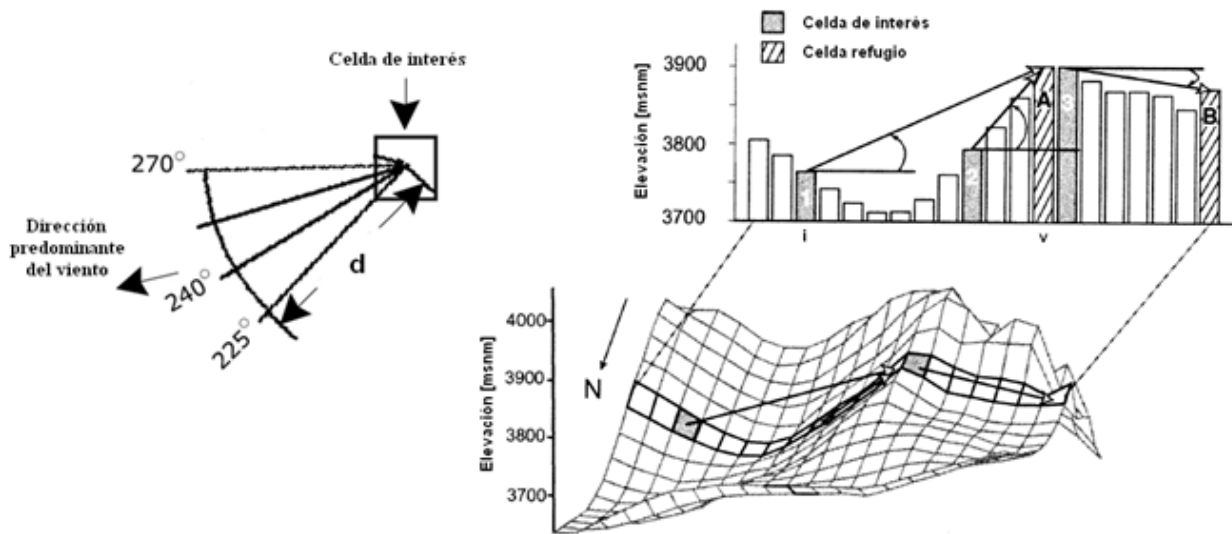 Celda de interés
270°
Dirección
predominante
del viento
240°
225°
d
Celda de interés
Celda refugio
Elevación [msnm]
3900
3800
3700
1
2
A
3
B
i
v
Elevación [msnm]
4000
3900
3800
3700
N